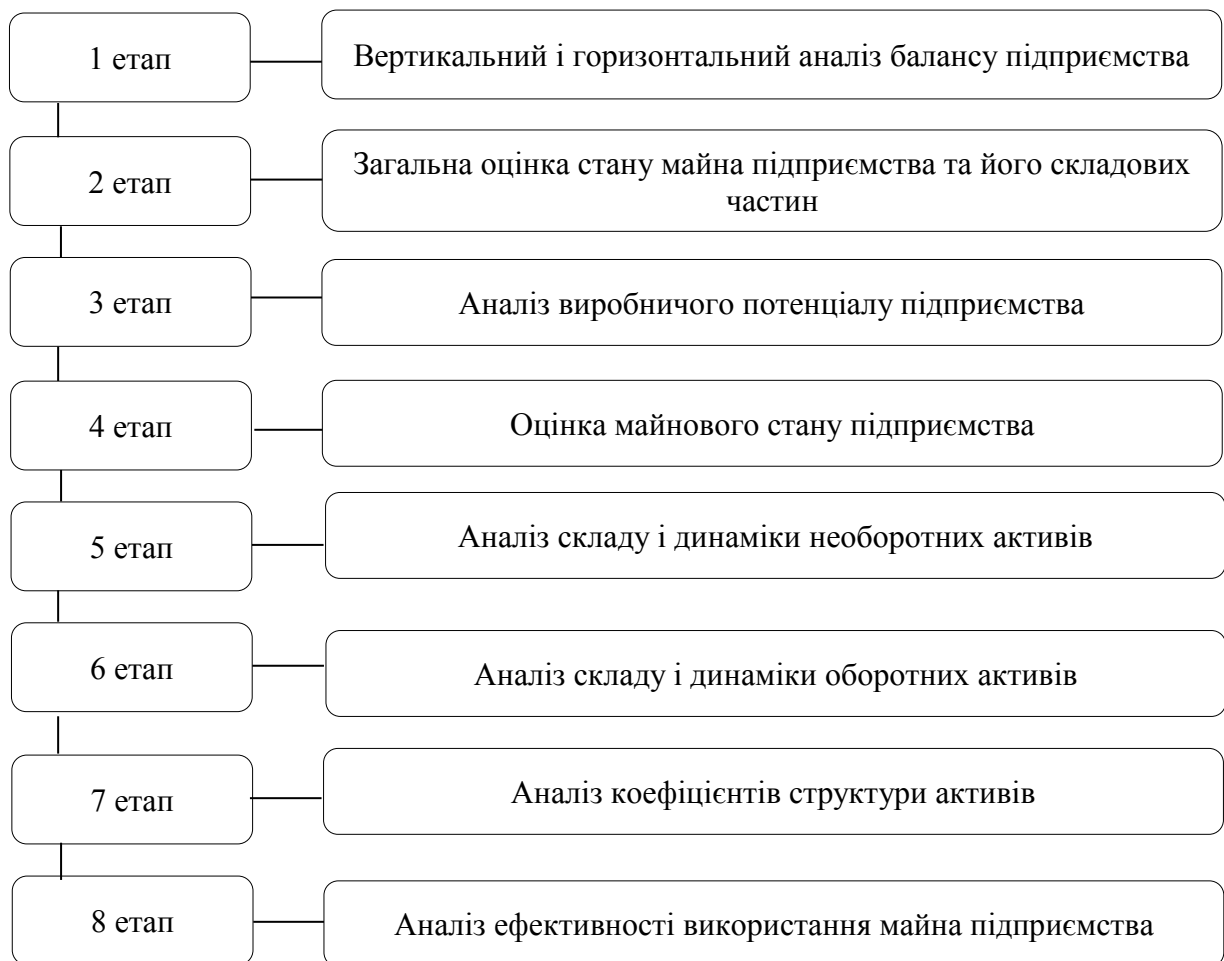 1 етап
Вертикальний і горизонтальний аналіз балансу підприємства
2 етап
Загальна оцінка стану майна підприємства та його складових
частин
3 етап
Аналіз виробничого потенціалу підприємства
4 етап
Оцінка майнового стану підприємства
5 етап
Аналіз складу і динаміки необоротних активів
6 етап
Аналіз складу і динаміки оборотних активів
7 етап
Аналіз коефіцієнтів структури активів
8 етап
Аналіз ефективності використання майна підприємства